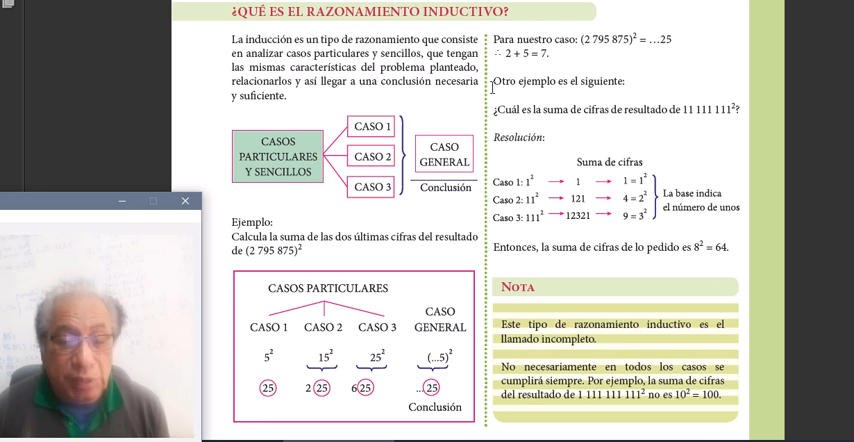 ¿QUÉ ES EL RAZONAMIENTO INDUCTIVO?
La inducción es un tipo de razonamiento que consiste
en analizar casos particulares y sencillos, que tengan
las mismas características del problema planteado,
relacionarlos y así llegar a una conclusión necesaria
y suficiente.
CASOS
PARTICULARES
Y SENCILLOS
CASO 1
CASO 2
CASO 3
CASO
GENERAL
Conclusión
Ejemplo:
Calcula la suma de las dos últimas cifras del resultado
de (2 795 875)²
CASOS PARTICULARES
CASO 1 CASO 2 CASO 3
CASO
GENERAL
5² 15² 25² (...5)²
25 2 25 6 25 ...25
Conclusión
Para nuestro caso: (2 795 875)² = …25
∴ 2 + 5 = 7.
Otro ejemplo es el siguiente:
¿Cuál es la suma de cifras de resultado de 11 111 111²?
Resolución:
Suma de cifras
Caso 1: 1² → 1 → 1 = 1²
Caso 2: 11² → 121 → 4 = 2²
Caso 3: 111² → 12321 → 9 = 3²
La base indica
el número de unos
Entonces, la suma de cifras de lo pedido es 8² = 64.
NOTA
Este tipo de razonamiento inductivo es el
llamado incompleto.
No necesariamente en todos los casos se
cumplirá siempre. Por ejemplo, la suma de cifras
del resultado de 1 111 111 111² no es 10² = 100.